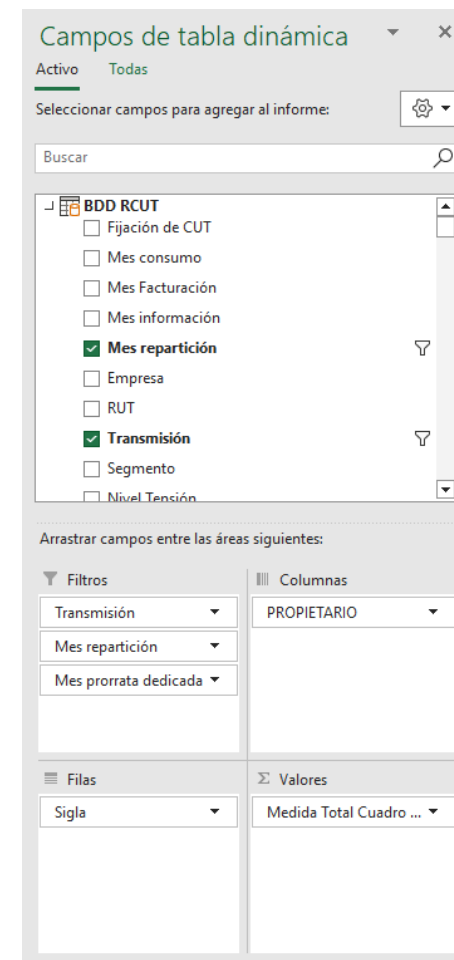 Campos de tabla dinámica
Activo Todas
Seleccionar campos para agregar al informe:
Buscar
BDD RCUT
Fijación de CUT
Mes consumo
Mes Facturación
Mes información
Mes repartición
Empresa
RUT
Transmisión
Segmento
Nivel Tensión
Arrastrar campos entre las áreas siguientes:
Filtros
Columnas
Transmisión
PROPIETARIO
Mes repartición
Mes prorrata dedicada
Filas
Σ Valores
Sigla
Medida Total Cuadro ...